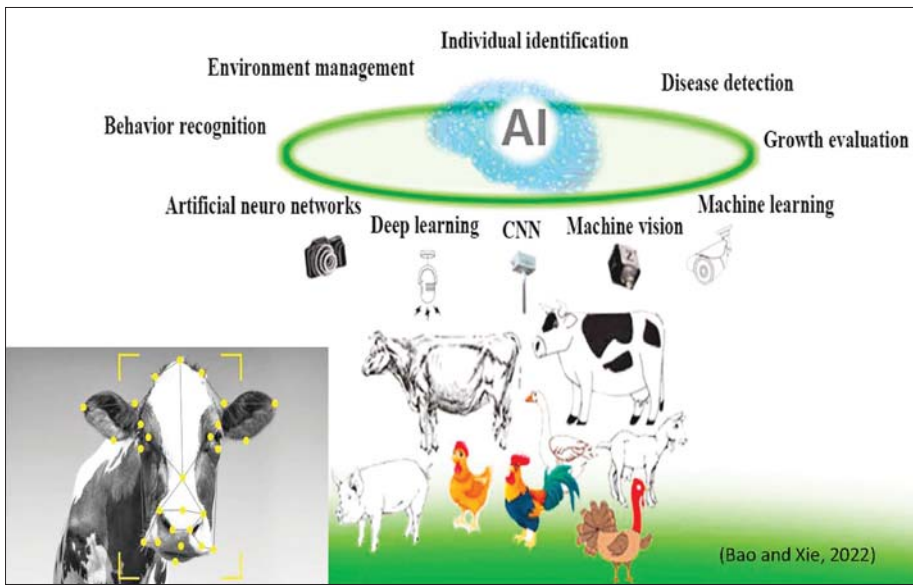 Individual identification
Environment management
Disease detection
Behavior recognition
AI
Growth evaluation
Artificial neuro networks
Deep learning
CNN
Machine vision
Machine learning
Z
(Bao and Xie, 2022)